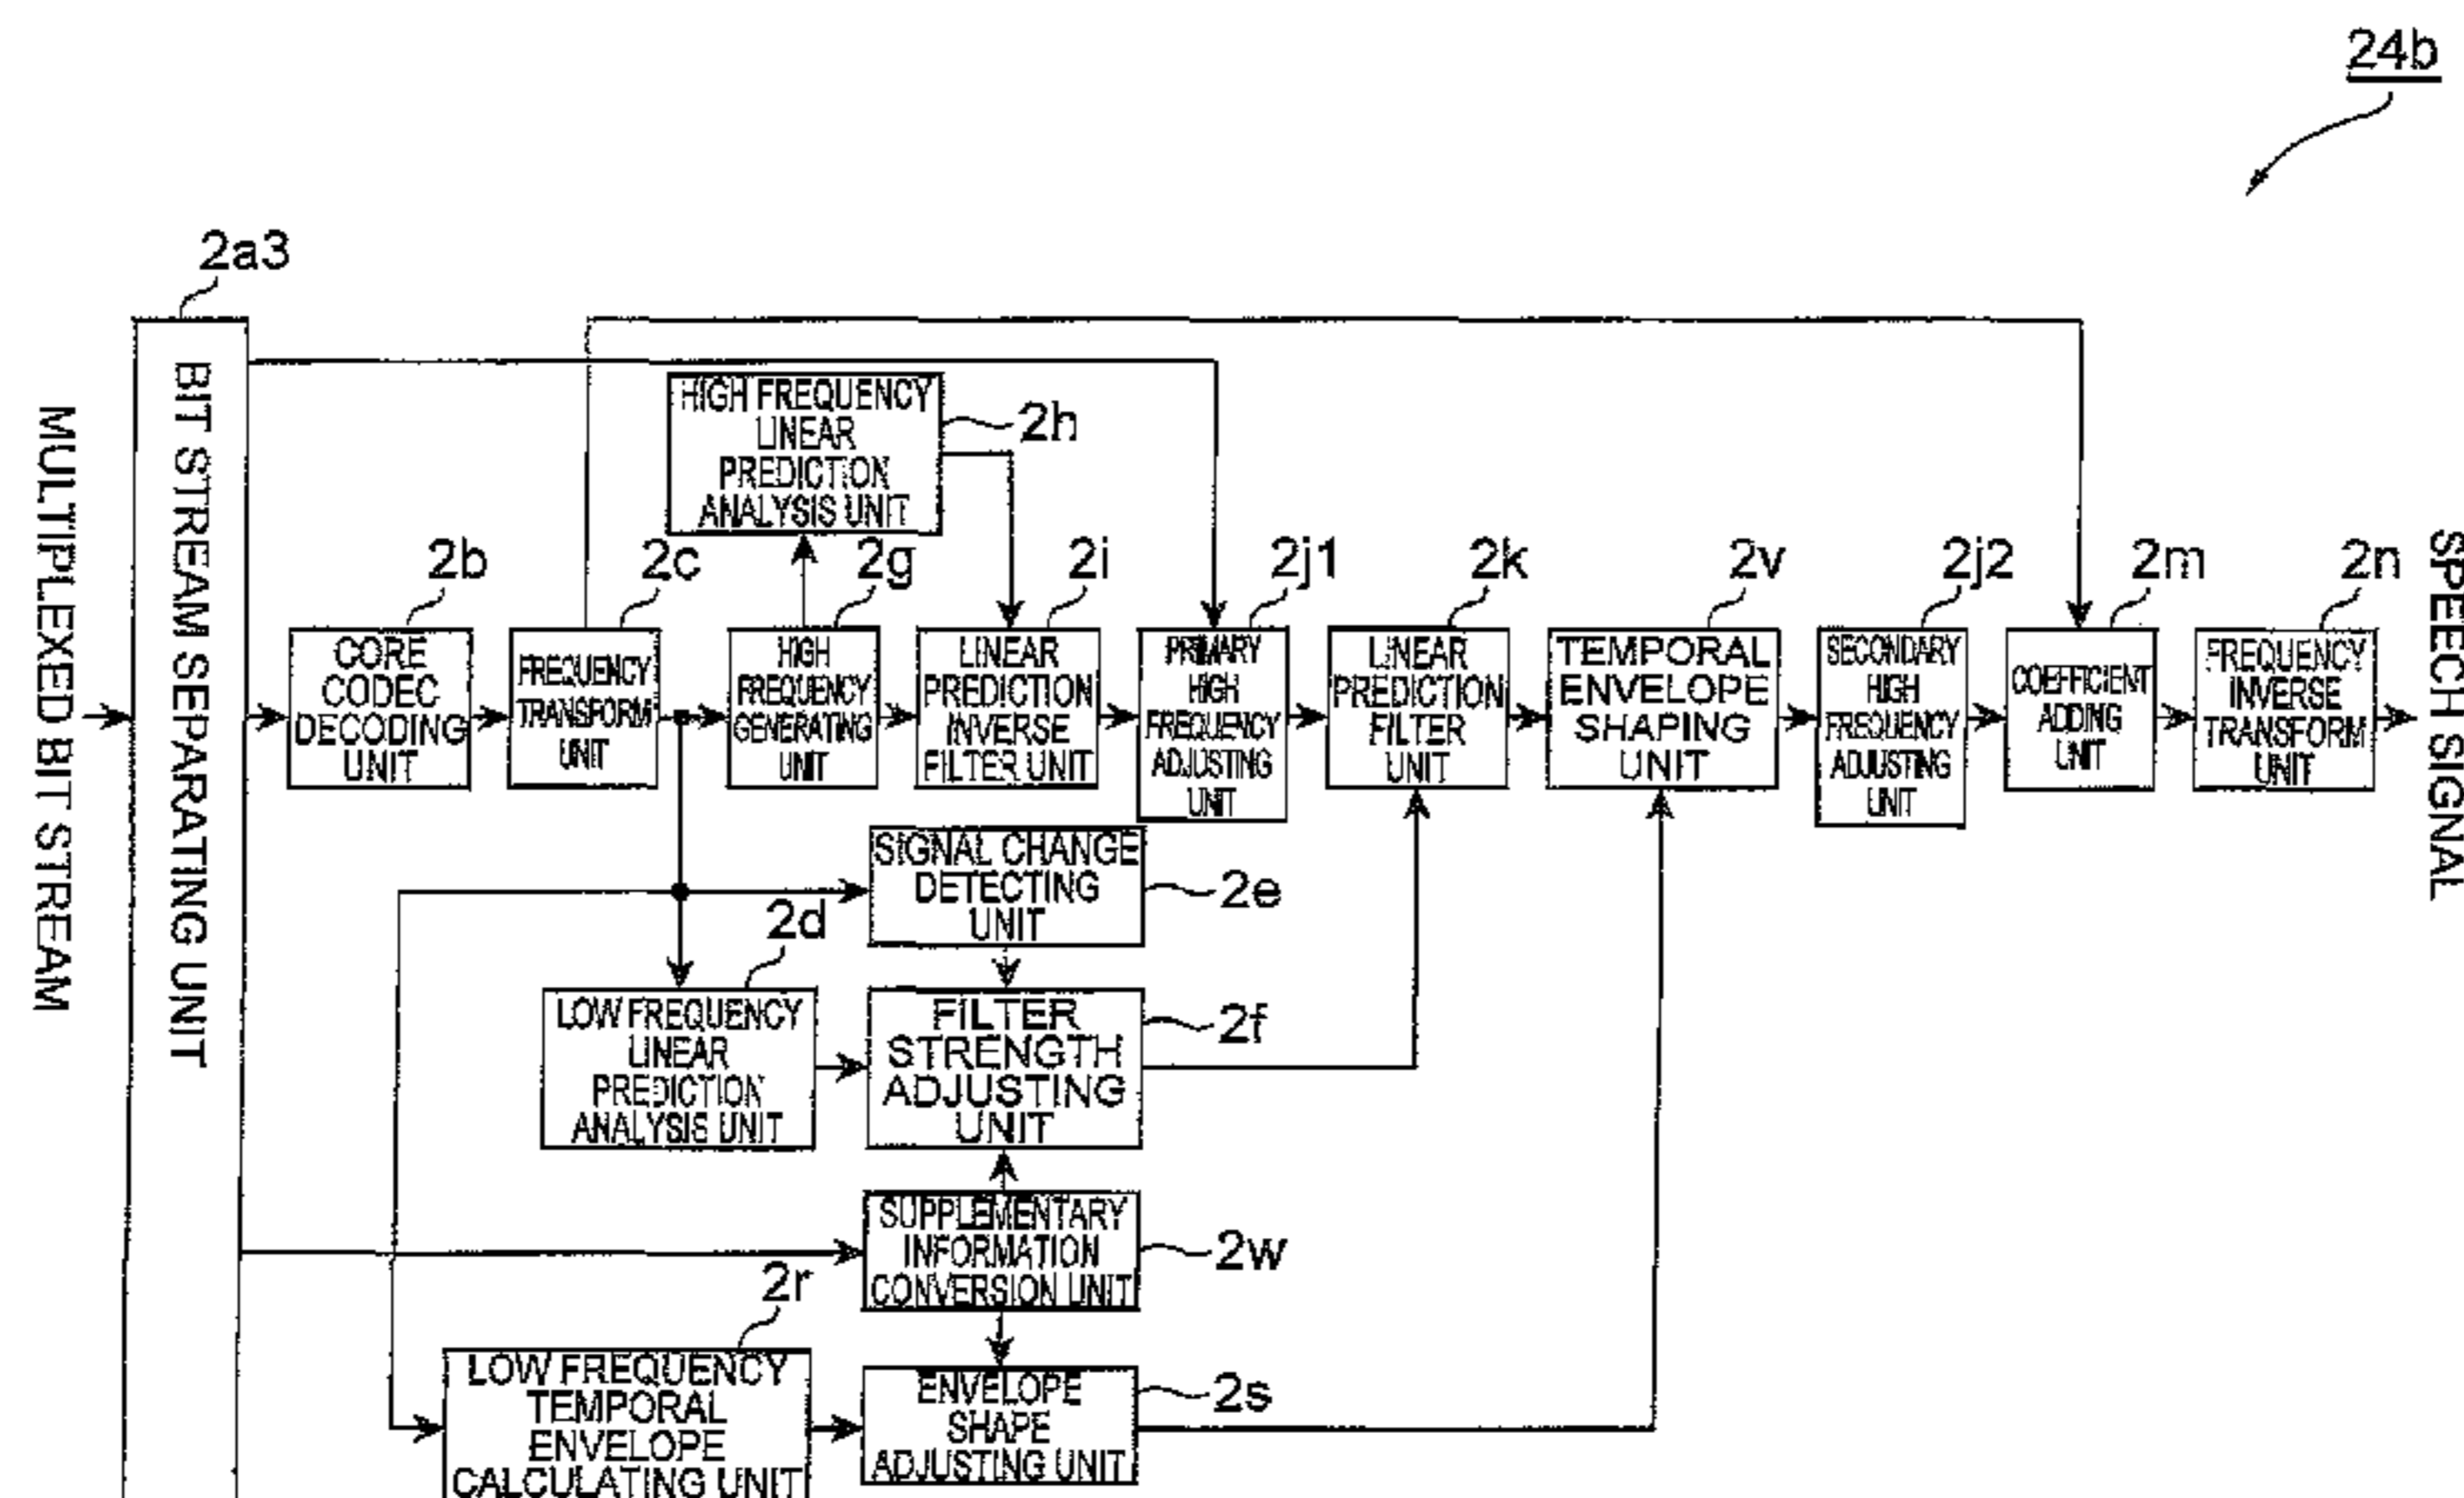 24b
2a3
MULTIPLEXED BIT STREAM
BIT STREAM SEPARATING UNIT
HIGH FREQUENCY
LINEAR
PREDICTION
ANALYSIS UNIT
2h
2b
CORE
CODEC
DECODING
UNIT
2c
FREQUENCY
TRANSFORM
UNIT
2g
HIGH
FREQUENCY
GENERATING
UNIT
2i
LINEAR
PREDICTION
INVERSE
FILTER UNIT
2j1
PRIMARY
HIGH
FREQUENCY
ADJUSTING
UNIT
2k
LINEAR
PREDICTION
FILTER
UNIT
2v
TEMPORAL
ENVELOPE
SHAPING
UNIT
2j2
SECONDARY
HIGH
FREQUENCY
ADJUSTING
UNIT
2m
COEFFICIENT
ADDING
UNIT
2n
FREQUENCY
INVERSE
TRANSFORM
UNIT
SPEECH SIGNAL
SIGNAL CHANGE
DETECTING
UNIT
2e
2d
LOW FREQUENCY
LINEAR
PREDICTION
ANALYSIS UNIT
FILTER
STRENGTH
ADJUSTING
UNIT
2f
SUPPLEMENTARY
INFORMATION
CONVERSION UNIT
2w
2r
LOW FREQUENCY
TEMPORAL
ENVELOPE
CALCULATING UNIT
ENVELOPE
SHAPE
ADJUSTING UNIT
2s